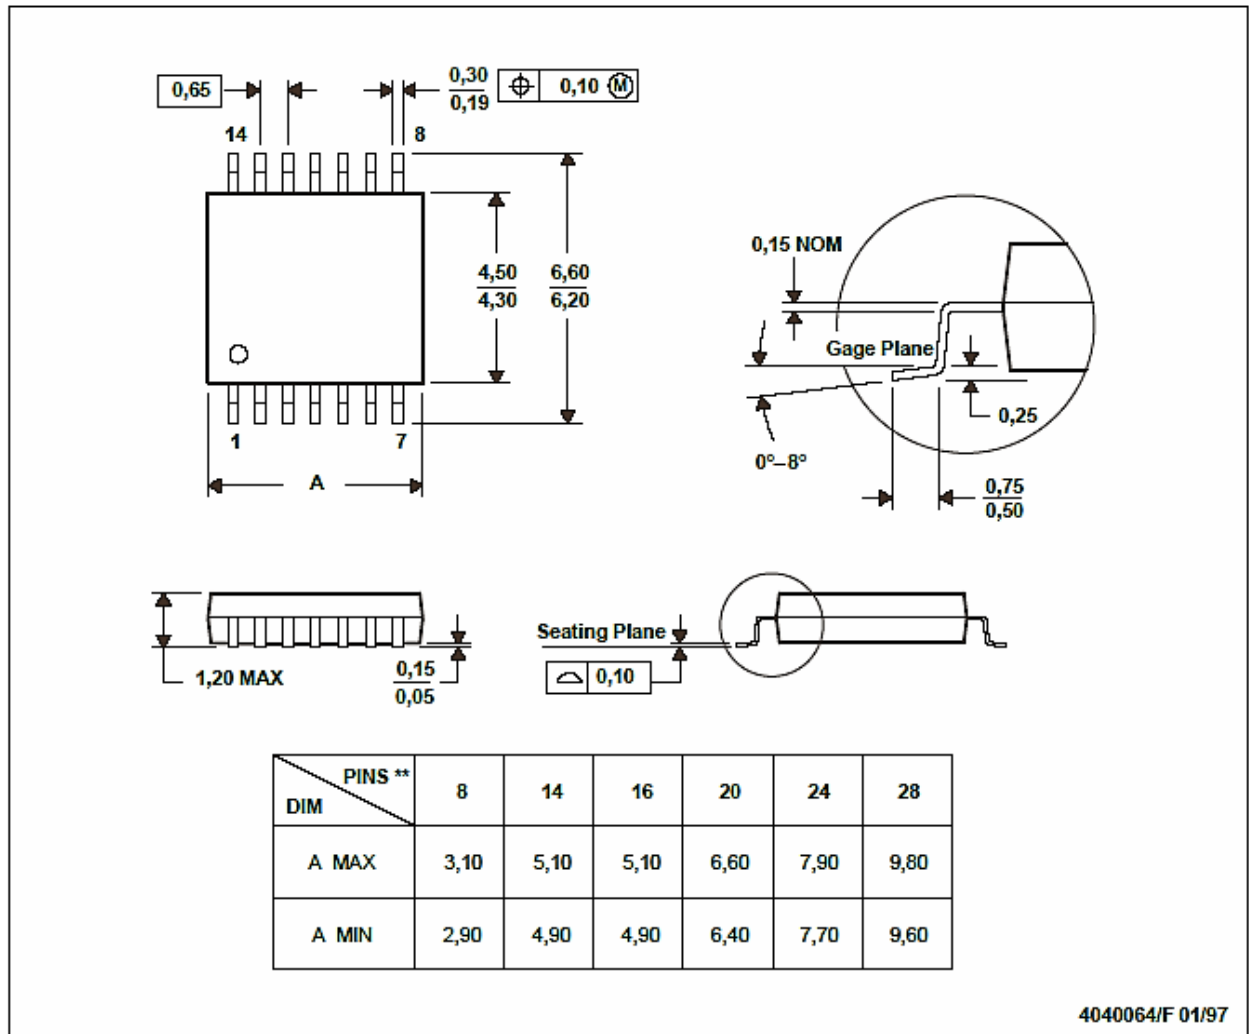 0,65
0,30
0,19
0,10 Ⓜ
14
8
4,50
4,30
6,60
6,20
1
7
A
0,15 NOM
Gage Plane
0,25
0°–8°
0,75
0,50
1,20 MAX
0,15
0,05
Seating Plane
0,10
PINS ** 8 14 16 20 24 28
DIM
A MAX 3,10 5,10 5,10 6,60 7,90 9,80
A MIN 2,90 4,90 4,90 6,40 7,70 9,60
4040064/F 01/97